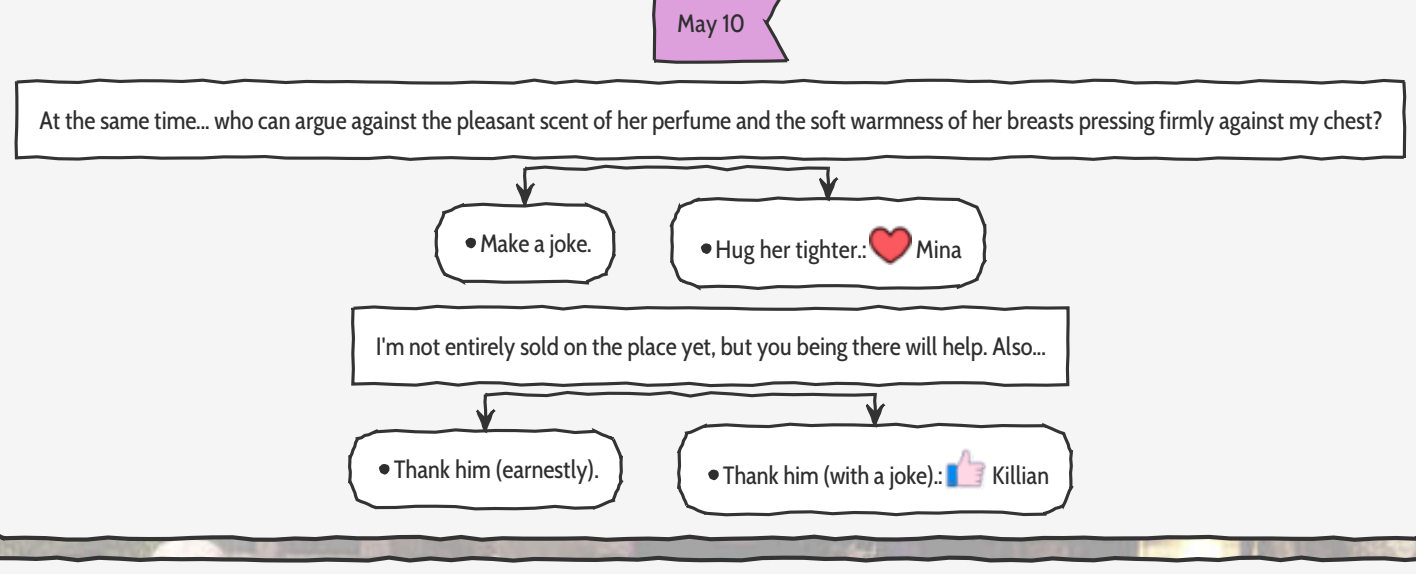 May 10
At the same time... who can argue against the pleasant scent of her perfume and the soft warmness of her breasts pressing firmly against my chest?
•Make a joke.
•Hug her tighter.: Mina
I'm not entirely sold on the place yet, but you being there will help. Also...
•Thank him (earnestly).
•Thank him (with a joke).: Killian